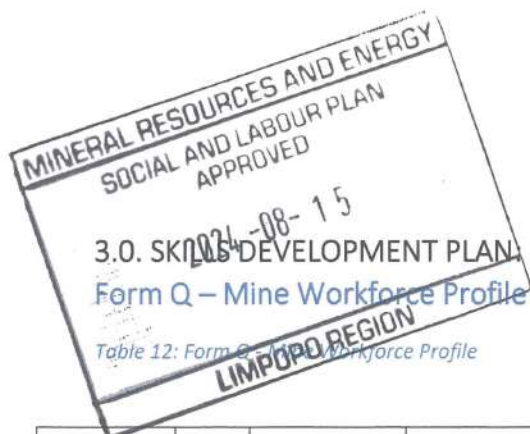 MINERAL RESOURCES AND ENERGY
SOCIAL AND LABOUR PLAN
APPROVED
2024 -08- 15
3.0. SKILLS DEVELOPMENT PLAN
Form Q – Mine Workforce Profile
Table 12: Form Q - Mine Workforce Profile
LIMPOPO REGION